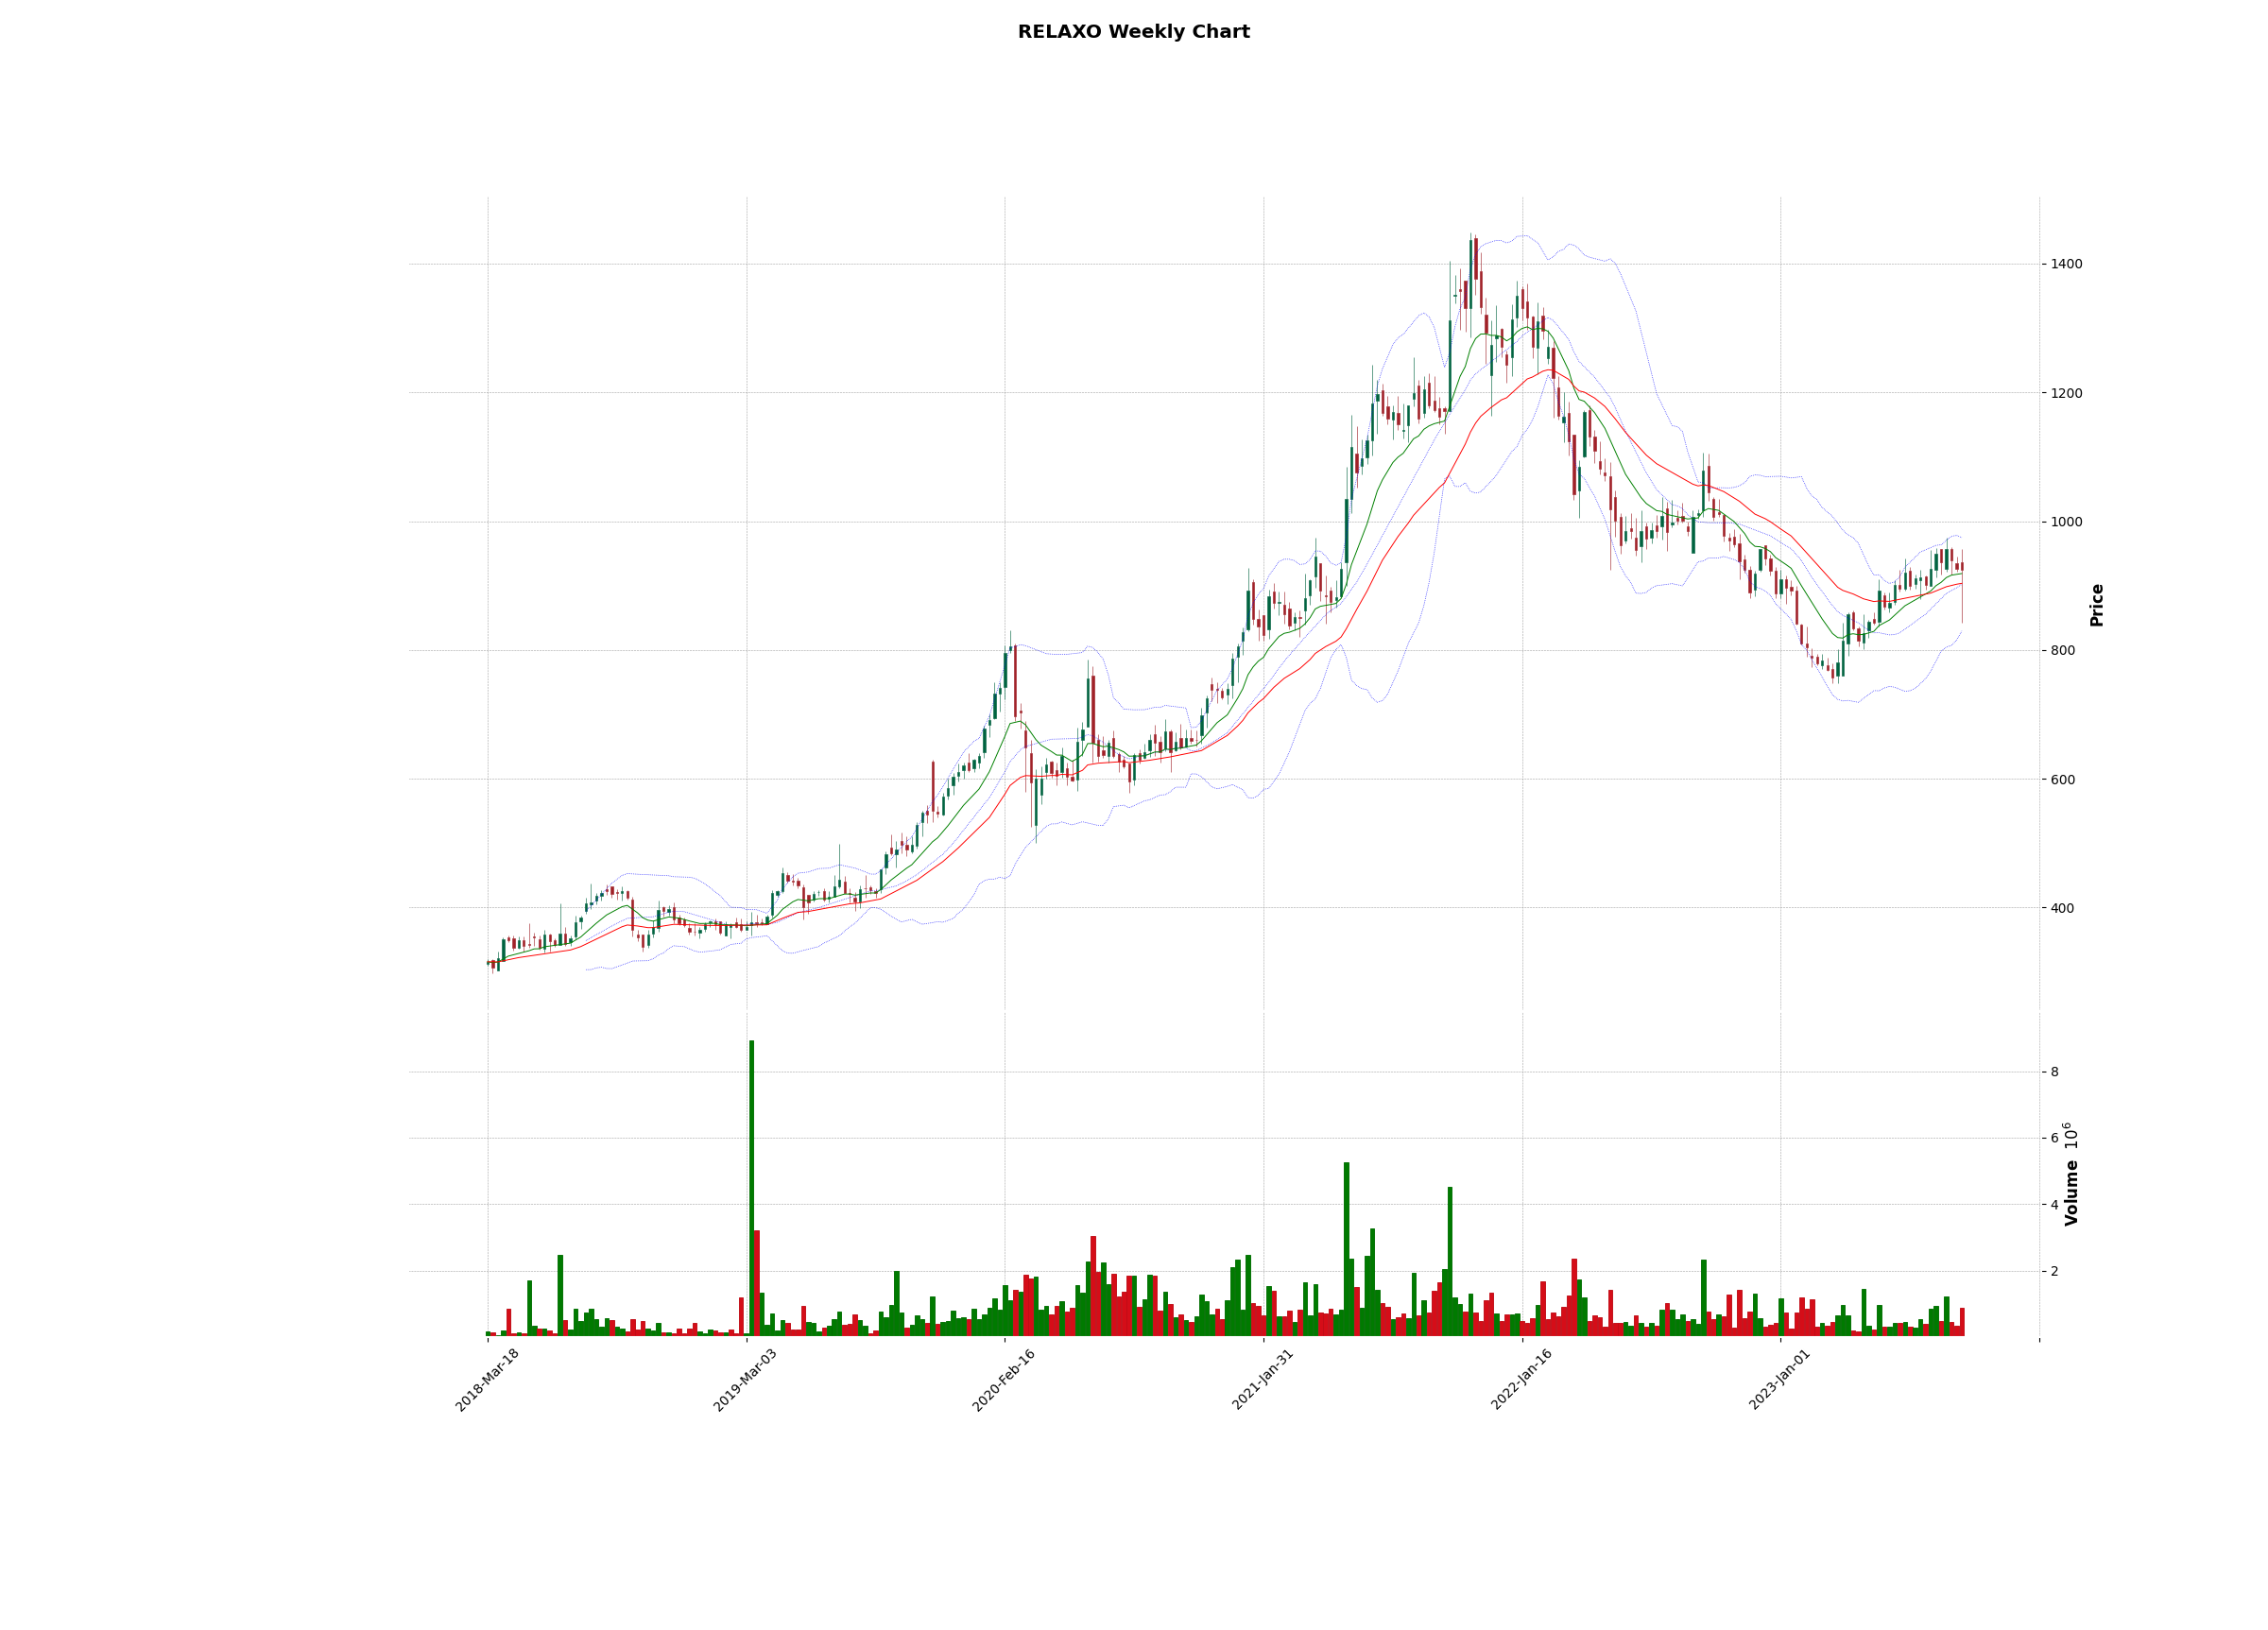 RELAXO Weekly Chart
1400
1200
1000
800
600
400
Price
8
6
4
2
Volume 10^6
2018-Mar-18
2019-Mar-03
2020-Feb-16
2021-Jan-31
2022-Jan-16
2023-Jan-01